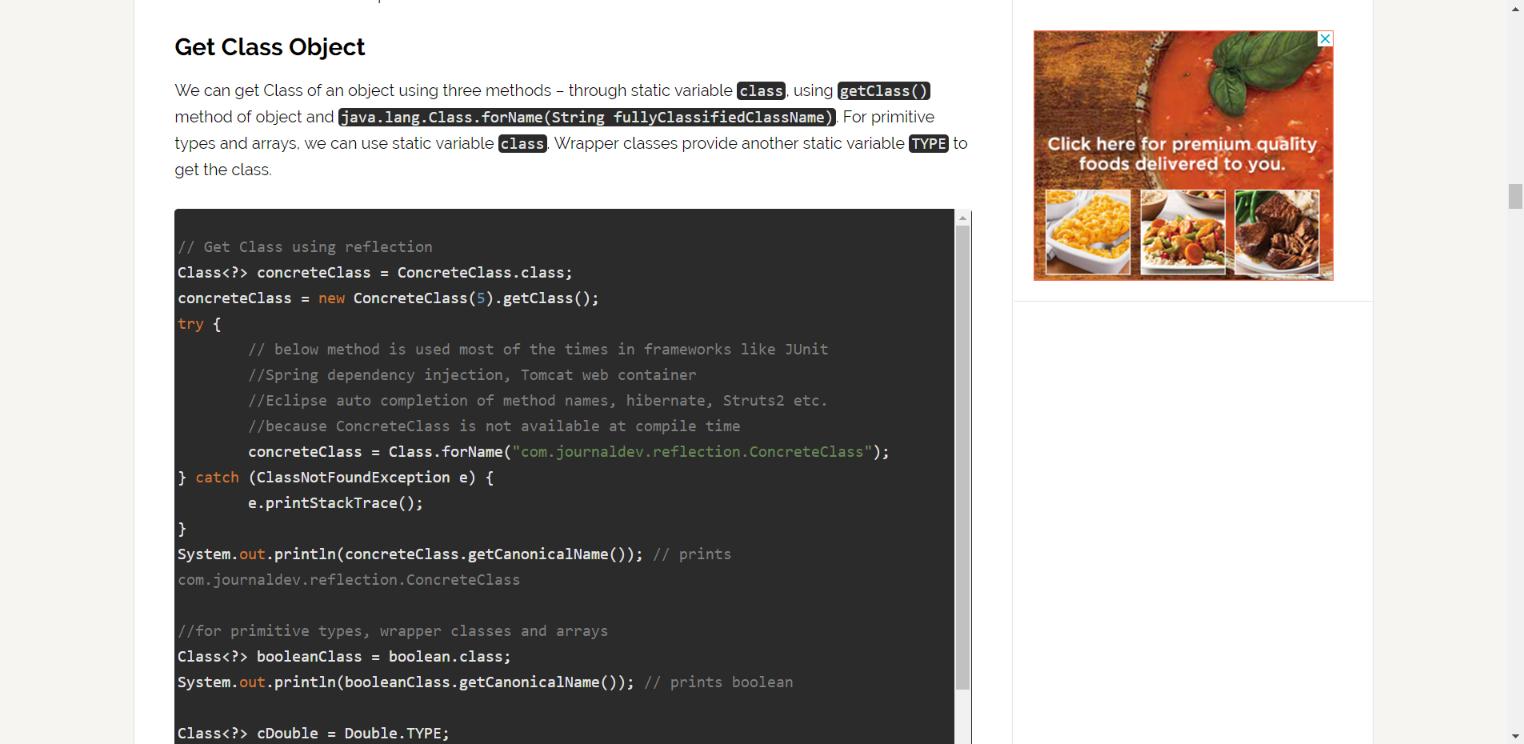 Get Class Object
We can get Class of an object using three methods – through static variable class, using getClass()
method of object and java.lang.Class.forName(String fullyClassifiedClassName). For primitive
types and arrays, we can use static variable class. Wrapper classes provide another static variable TYPE to
get the class.
// Get Class using reflection
Class<?> concreteClass = ConcreteClass.class;
concreteClass = new ConcreteClass(5).getClass();
try {
// below method is used most of the times in frameworks like JUnit
//Spring dependency injection, Tomcat web container
//Eclipse auto completion of method names, hibernate, Struts2 etc.
//because ConcreteClass is not available at compile time
concreteClass = Class.forName("com.journaldev.reflection.ConcreteClass");
} catch (ClassNotFoundException e) {
e.printStackTrace();
}
System.out.println(concreteClass.getCanonicalName()); // prints
com.journaldev.reflection.ConcreteClass
//for primitive types, wrapper classes and arrays
Class<?> booleanClass = boolean.class;
System.out.println(booleanClass.getCanonicalName()); // prints boolean
Class<?> cDouble = Double.TYPE;
Click here for premium quality
foods delivered to you.